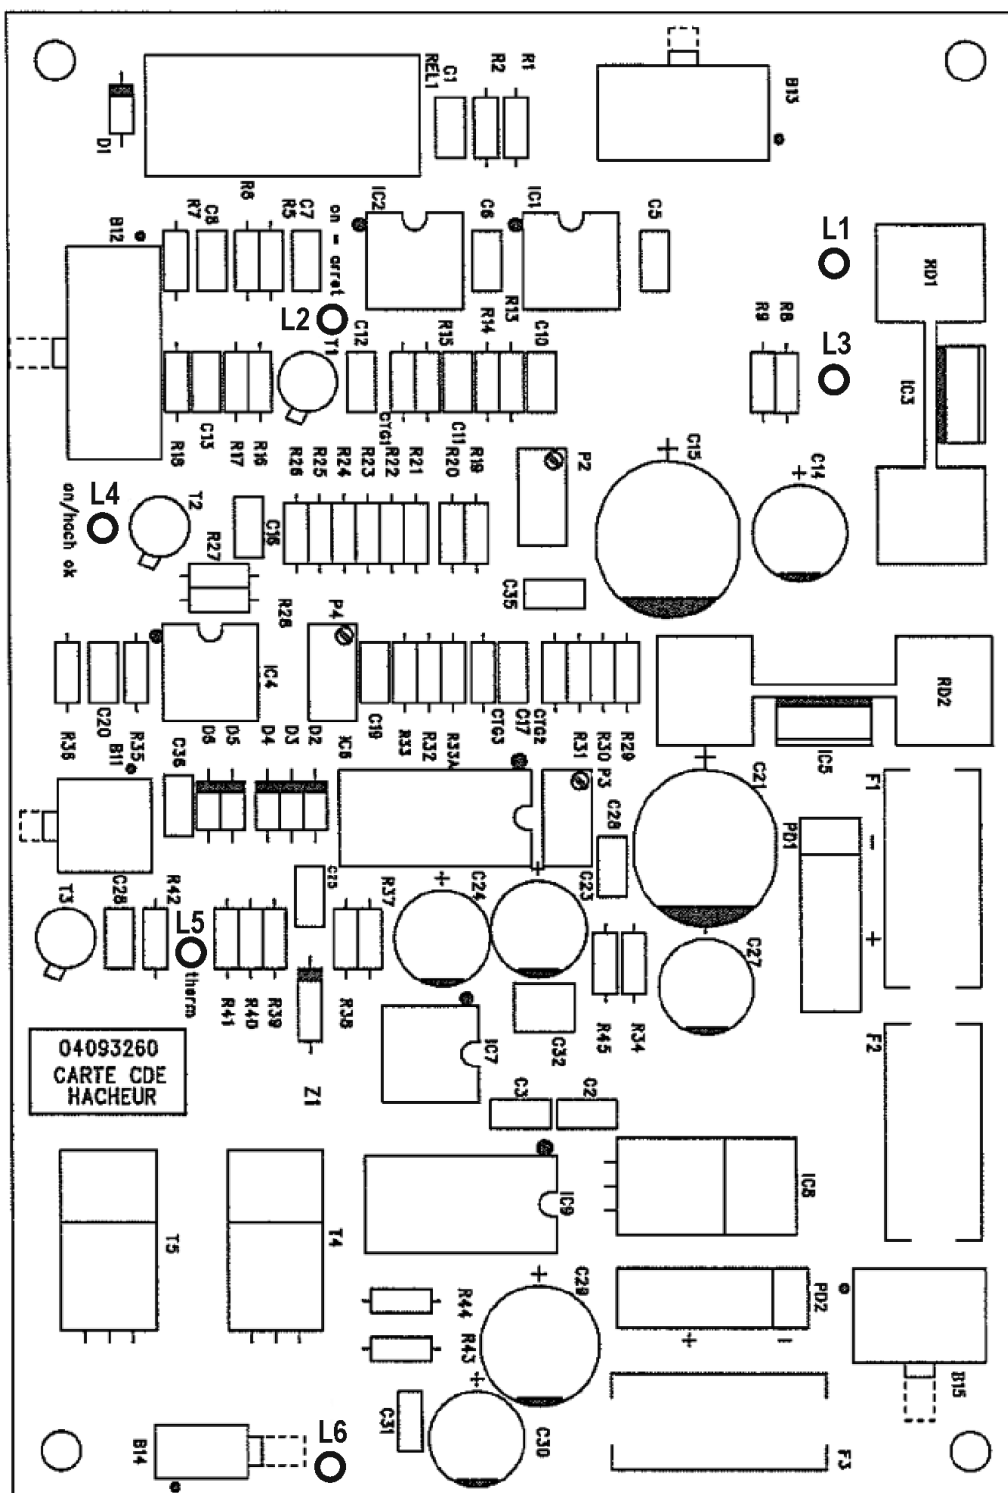 REL1
C1
R2
R1
B13
D1
B12
R7
C8
R6
R5
C7
on = arret
IC2
C6
IC1
C5
L1
RD1
L2
T1
C12
R15
R14
R13
C10
R9
R8
L3
IC3
R18
C13
R17
R16
R26
R25
R24
R23
CTG1
R22
R21
C11
R20
R19
P2
C15
C14
L4
on/hoch ok
T2
C16
R27
R28
C35
P4
IC4
RD2
R36
C20
R35
B11
C36
D6
D5
D4
D3
D2
IC6
C19
R33
R32
R33A
CTG3
C17
CTG2
R31
R30
R29
IC5
P3
C21
F1
PD1
-
+
C28
T3
C28
R42
L5
therm
C25
R37
C24
C23
C27
R41
R40
R39
R38
IC7
C32
R45
R34
F2
04093260
CARTE CDE
HACHEUR
Z1
C3
C2
IC9
IC8
T5
T4
R44
R43
C29
PD2
+
-
B15
B14
L6
C31
C30
F3